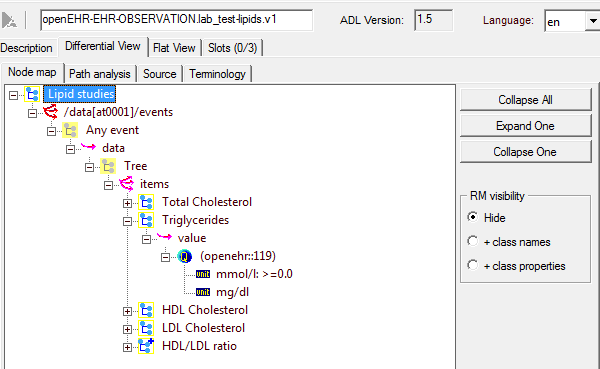 openEHR-EHR-OBSERVATION.lab_test-lipids.v1 ADL Version: 1.5 Language: en
Description Differential View Flat View Slots (0/3)
Node map Path analysis Source Terminology
Lipid studies
/data[at0001]/events
Any event
data
Tree
items
Total Cholesterol
Triglycerides
value
(openehr::119)
unit mmol/l: >=0.0
unit mg/dl
HDL Cholesterol
LDL Cholesterol
HDL/LDL ratio
Collapse All
Expand One
Collapse One
RM visibility
Hide
+ class names
+ class properties